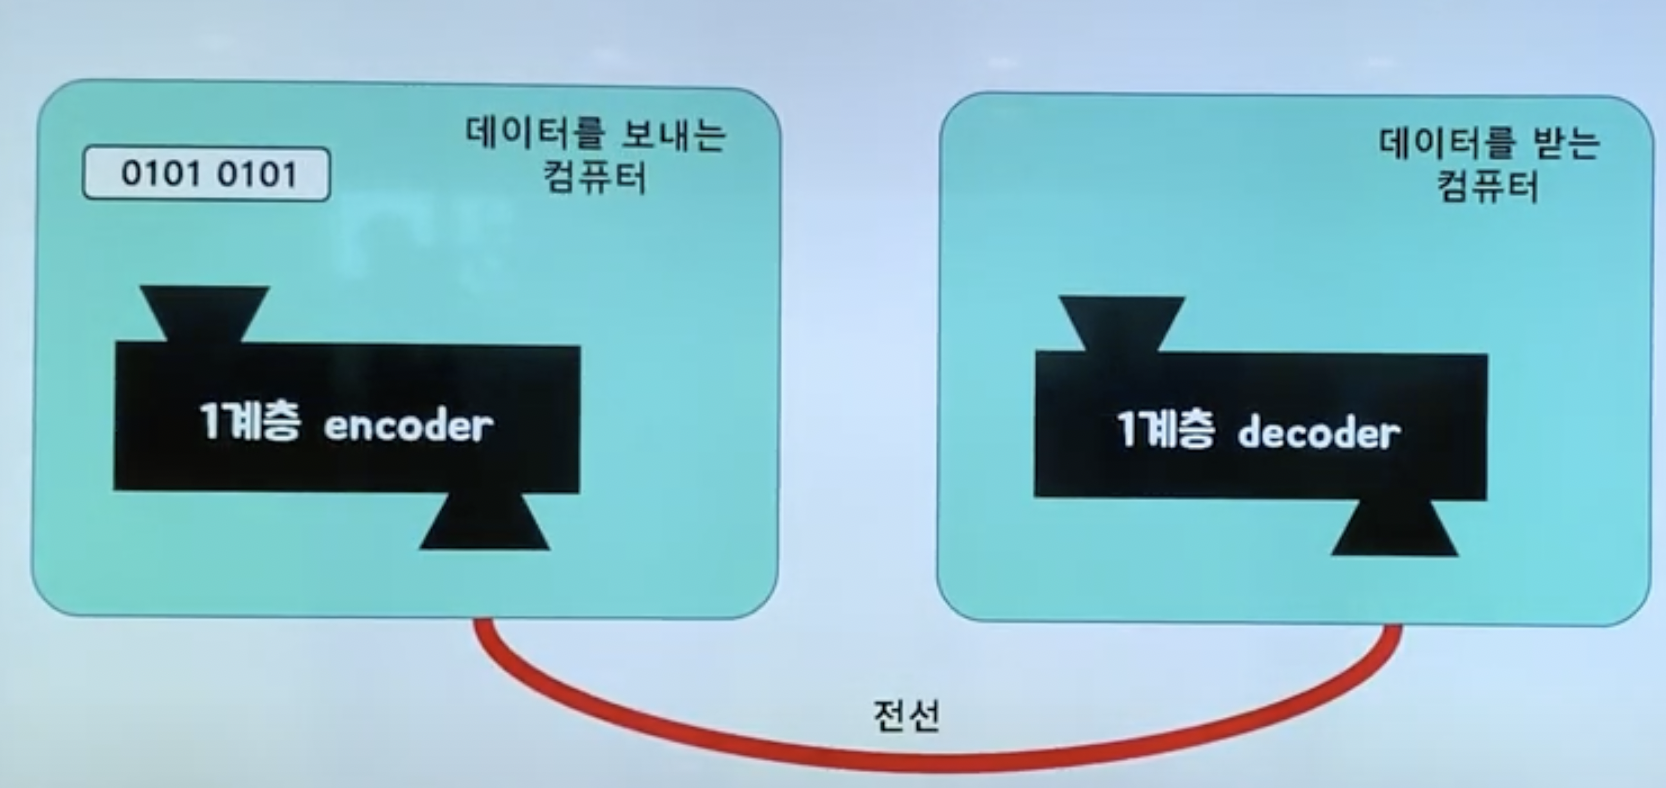 데이터를 보내는
컴퓨터
0101 0101
1계층 encoder
데이터를 받는
컴퓨터
1계층 decoder
전선